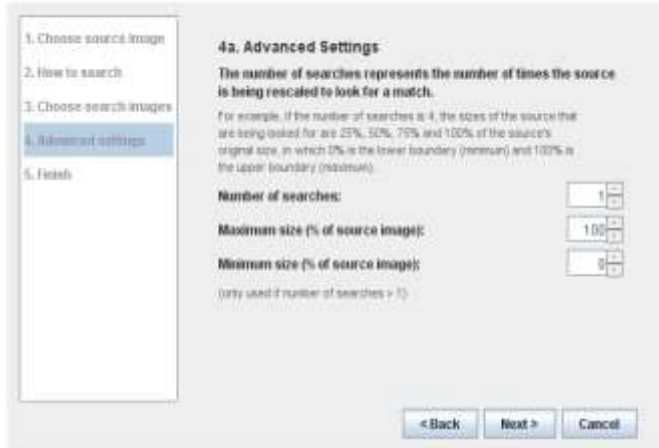 1. Choose source image
2. How to search
3. Choose search images
4. Advanced settings
5. Finish
4a. Advanced Settings
The number of searches represents the number of times the source
is being rescaled to look for a match.
For example, if the number of searches is 4, the sizes of the source that
are being looked for are 25%, 50%, 75% and 100% of the source's
original size, in which 0% is the lower boundary (minimum) and 100% is
the upper boundary (maximum).
Number of searches:
1
Maximum size (% of source image):
100
Minimum size (% of source image):
0
(only used if number of searches > 1)
< Back
Next >
Cancel